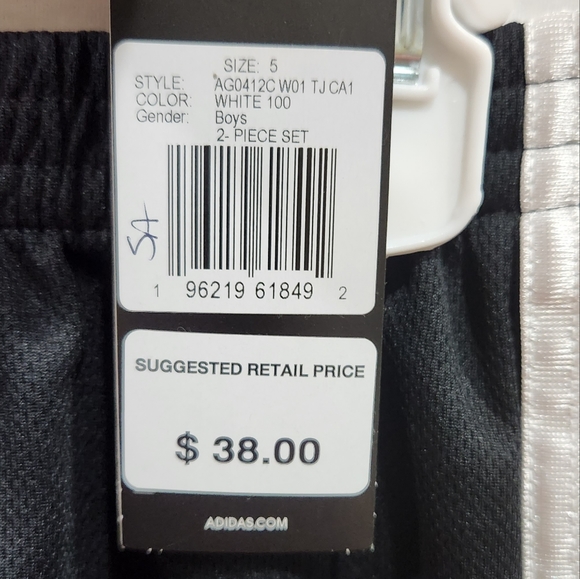 SIZE: 5
STYLE: AG0412C W01 TJ CA1
COLOR: WHITE 100
Gender: Boys
2- PIECE SET
1 96219 61849 2
SUGGESTED RETAIL PRICE
$ 38.00
ADIDAS.COM